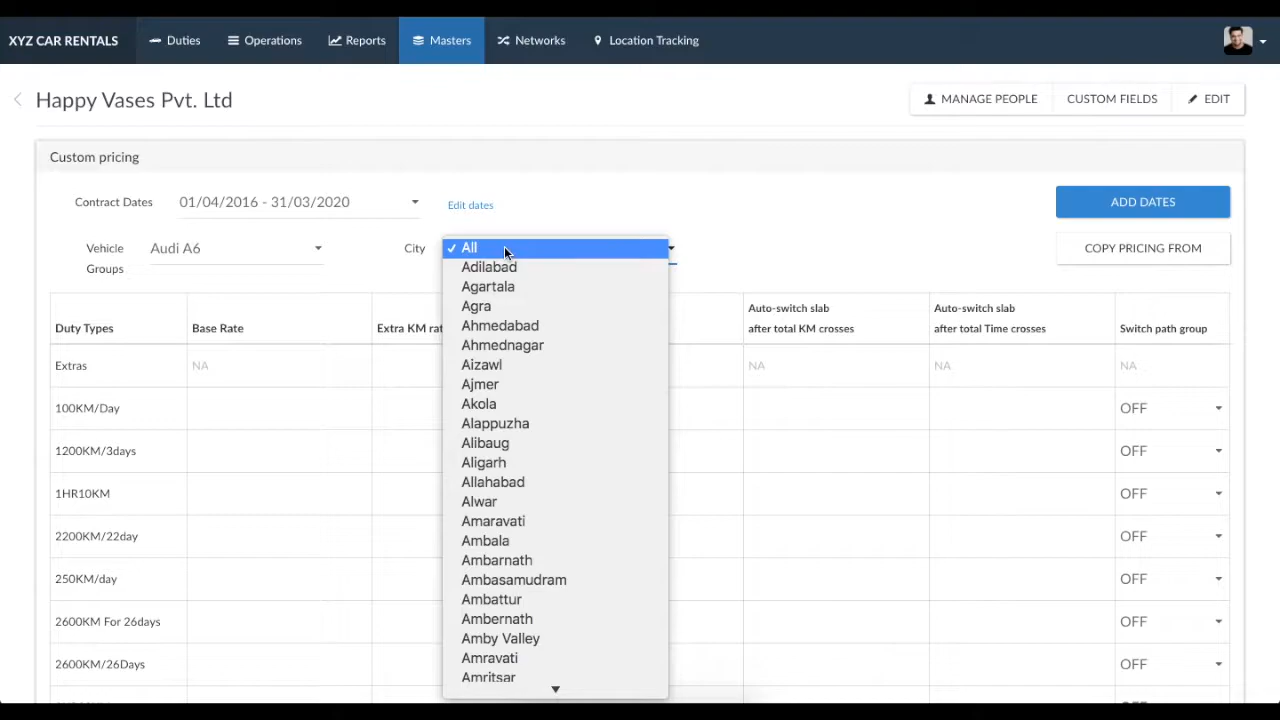 XYZ CAR RENTALS Duties Operations Reports Masters Networks Location Tracking
Happy Vases Pvt. Ltd MANAGE PEOPLE CUSTOM FIELDS EDIT
Custom pricing
Contract Dates 01/04/2016 - 31/03/2020 Edit dates ADD DATES
Vehicle Groups Audi A6 City COPY PRICING FROM
✓ All
Adilabad
Agartala
Agra
Ahmedabad
Ahmednagar
Aizawl
Ajmer
Akola
Alappuzha
Alibaug
Aligarh
Allahabad
Alwar
Amaravati
Ambala
Ambarnath
Ambasamudram
Ambattur
Ambernath
Amby Valley
Amravati
Amritsar
Duty Types Base Rate Extra KM rat Auto-switch slab after total KM crosses Auto-switch slab after total Time crosses Switch path group
Extras NA NA NA NA
100KM/Day OFF
1200KM/3days OFF
1HR10KM OFF
2200KM/22day OFF
250KM/day OFF
2600KM For 26days OFF
2600KM/26Days OFF